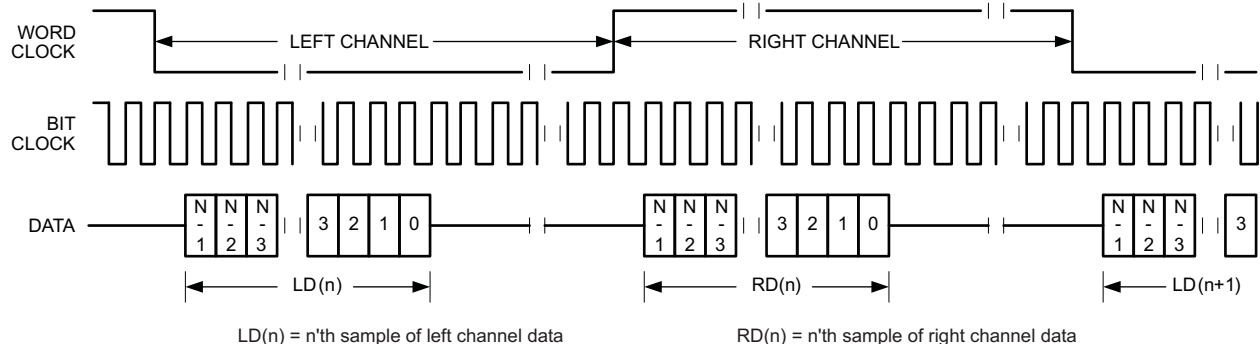 WORD
CLOCK
LEFT CHANNEL
RIGHT CHANNEL
BIT
CLOCK
DATA
N
-
1
N
-
2
N
-
3
3 2 1 0
N
-
1
N
-
2
N
-
3
3 2 1 0
N
-
1
N
-
2
N
-
3
3
LD(n)
RD(n)
LD(n+1)
LD(n) = n'th sample of left channel data
RD(n) = n'th sample of right channel data